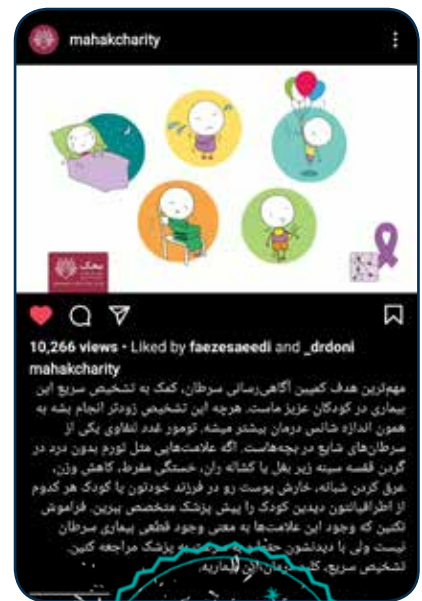 mahakcharity
محک
10,266 views • Liked by faezesaeedi and _drdoni
mahakcharity
مهم‌ترین هدف کمپین آگاهی‌رسانی سرطان، کمک به تشخیص سریع این
بیماری در کودکان عزیز ماست. هرچه این تشخیص زودتر انجام بشه به
همون اندازه شانس درمان بیشتر میشه. تومور غدد لنفاوی یکی از
سرطان‌های شایع در بچه‌هاست. اگه علامت‌هایی مثل تورم بدون درد در
گردن قفسه سینه زیر بغل یا کشاله ران، خستگی مفرط، کاهش وزن،
عرق کردن شبانه، خارش پوست رو در فرزند خودتون یا کودک هر کدوم
از اطرافیانتون دیدین کودک را پیش پزشک متخصص ببرین. فراموش
نکنین که وجود این علامت‌ها به معنی وجود قطعی بیماری سرطان
نیست ولی با دیدنشون حتما به سرعت به پزشک مراجعه کنین.
تشخیص سریع، کلید درمان این بیماریه.